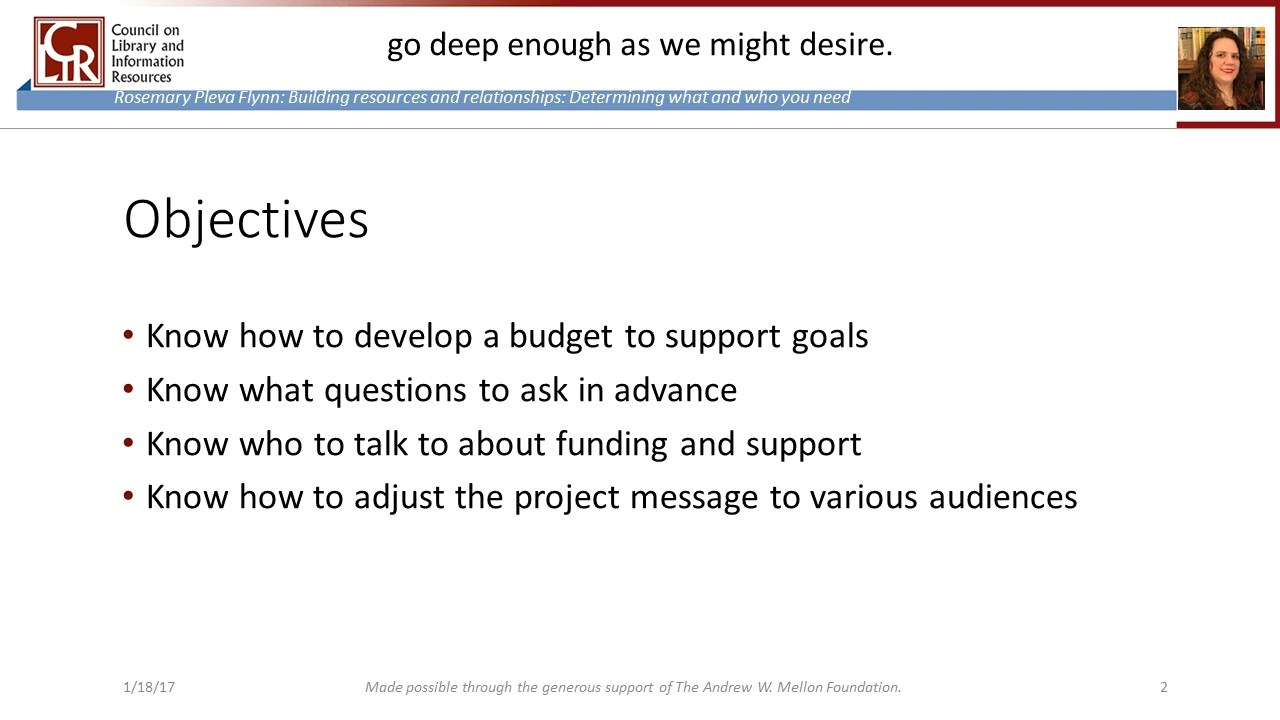 CLIR
Council on
Library and
Information
Resources
go deep enough as we might desire.
Rosemary Pleva Flynn: Building resources and relationships: Determining what and who you need
Objectives
• Know how to develop a budget to support goals
• Know what questions to ask in advance
• Know who to talk to about funding and support
• Know how to adjust the project message to various audiences
1/18/17
Made possible through the generous support of The Andrew W. Mellon Foundation.
2